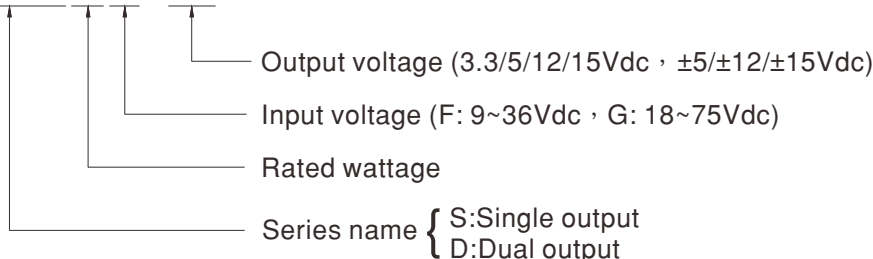 Output voltage (3.3/5/12/15Vdc，±5/±12/±15Vdc)
Input voltage (F: 9~36Vdc，G: 18~75Vdc)
Rated wattage
Series name { S:Single output
D:Dual output